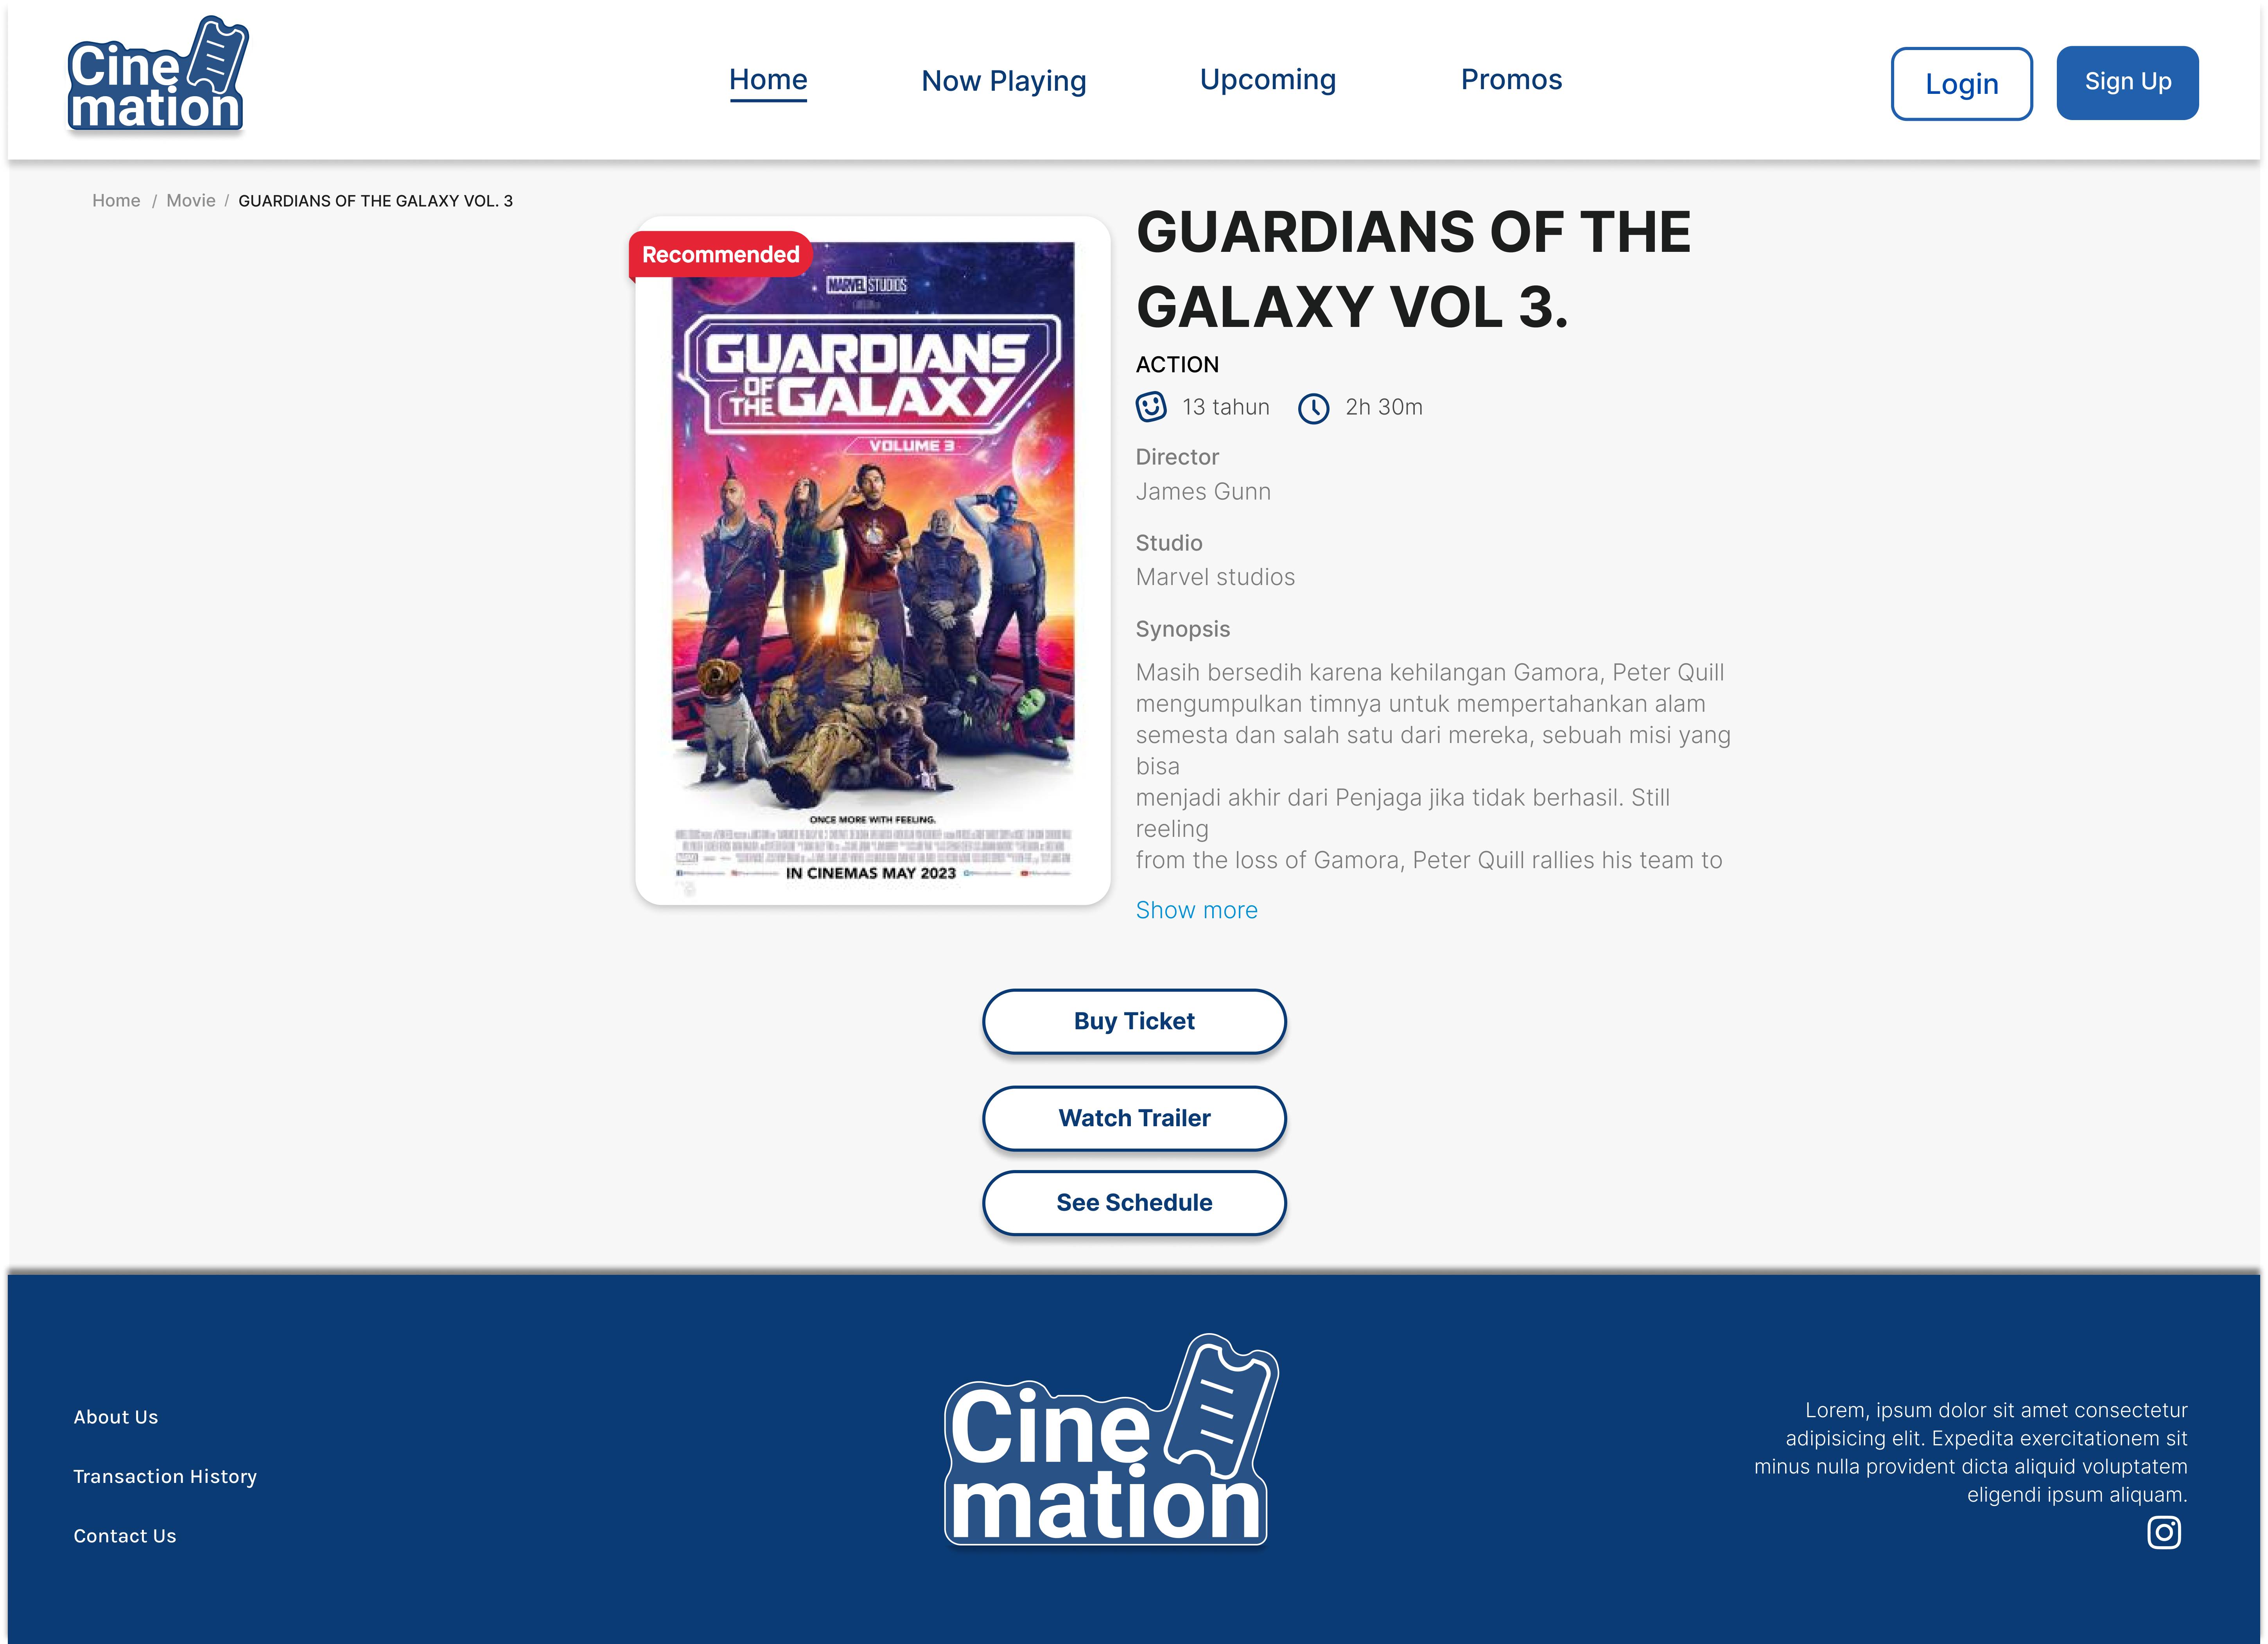 Cine
mation
Home
Now Playing
Upcoming
Promos
Login
Sign Up
Home / Movie / GUARDIANS OF THE GALAXY VOL. 3
Recommended
MARVEL STUDIOS
GUARDIANS
OF
THE GALAXY
VOLUME 3
ONCE MORE WITH FEELING.
MARVEL
IN CINEMAS MAY 2023
GUARDIANS OF THE
GALAXY VOL 3.
ACTION
13 tahun
2h 30m
Director
James Gunn
Studio
Marvel studios
Synopsis
Masih bersedih karena kehilangan Gamora, Peter Quill
mengumpulkan timnya untuk mempertahankan alam
semesta dan salah satu dari mereka, sebuah misi yang
bisa
menjadi akhir dari Penjaga jika tidak berhasil. Still
reeling
from the loss of Gamora, Peter Quill rallies his team to
Show more
Buy Ticket
Watch Trailer
See Schedule
About Us
Transaction History
Contact Us
Cine
mation
Lorem, ipsum dolor sit amet consectetur
adipisicing elit. Expedita exercitationem sit
minus nulla provident dicta aliquid voluptatem
eligendi ipsum aliquam.